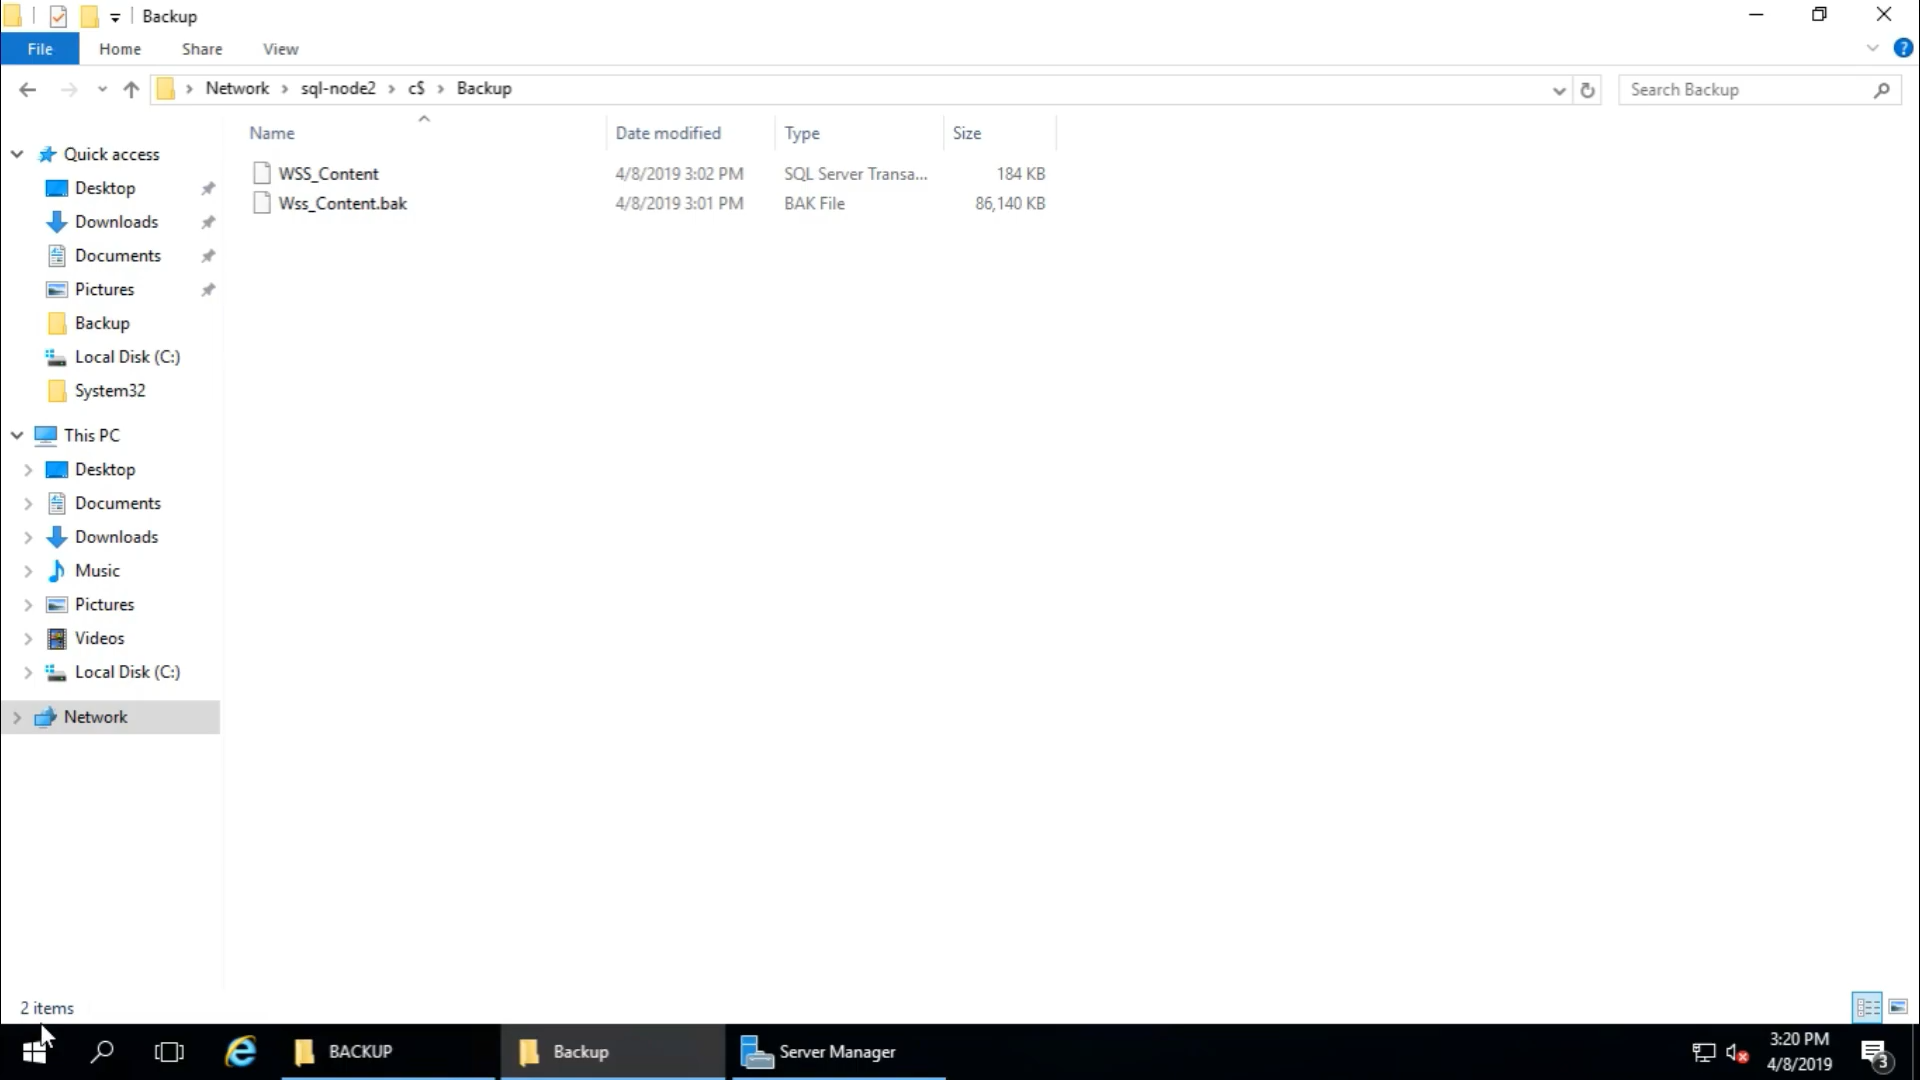 Backup
File Home Share View
Network sql-node2 c$ Backup
Search Backup
Name Date modified Type Size
WSS_Content 4/8/2019 3:02 PM SQL Server Transa... 184 KB
Wss_Content.bak 4/8/2019 3:01 PM BAK File 86,140 KB
Quick access
Desktop
Downloads
Documents
Pictures
Backup
Local Disk (C:)
System32
This PC
Desktop
Documents
Downloads
Music
Pictures
Videos
Local Disk (C:)
Network
2 items
BACKUP Backup Server Manager
3:20 PM
4/8/2019
3